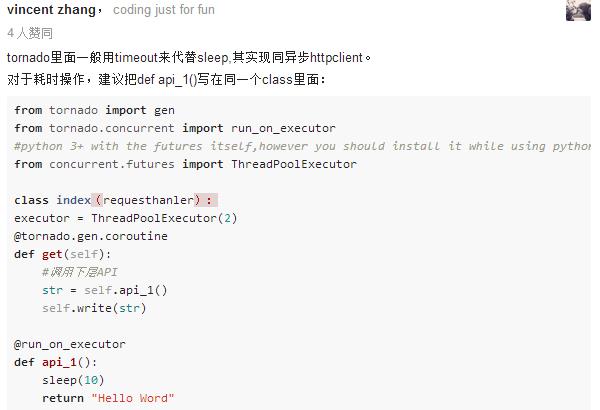 vincent zhang，coding just for fun
4 人赞同
tornado里面一般用timeout来代替sleep,其实现同异步httpclient。
对于耗时操作，建议把def api_1()写在同一个class里面：
from tornado import gen
from tornado.concurrent import run_on_executor
#python 3+ with the futures itself,however you should install it while using python
from concurrent.futures import ThreadPoolExecutor
class index(requesthanler)：
executor = ThreadPoolExecutor(2)
@tornado.gen.coroutine
def get(self):
    #调用下层API
    str = self.api_1()
    self.write(str)
@run_on_executor
def api_1():
    sleep(10)
    return "Hello Word"